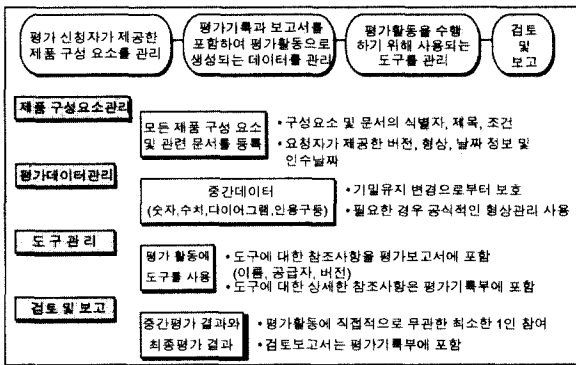 평가 신청자가 제공한
제품 구성 요소를 관리
평가기록과 보고서를
포함하여 평가활동으로
생성되는 데이터를 관리
평가활동을 수행
하기 위해 사용되는
도구를 관리
검토
및
보고
제품 구성요소관리
모든 제품 구성 요소
및 관련 문서를 등록
• 구성요소 및 문서의 식별자, 제목, 조건
• 요청자가 제공한 버전, 형상, 날짜 정보 및
인수날짜
평가데이터관리
중간데이터
(숫자,수치,다이어그램,인용구등)
• 기밀유지 변경으로부터 보호
• 필요한 경우 공식적인 형상관리 사용
도구 관리
평가 활동에
도구를 사용
• 도구에 대한 참조사항을 평가보고서에 포함
(이름, 공급자, 버전)
• 도구에 대한 상세한 참조사항은 평가기록부에 포함
검토 및 보고
중간평가 결과와
최종평가 결과
• 평가활동에 직접적으로 무관한 최소한 1인 참여
• 검토보고서는 평가기록부에 포함